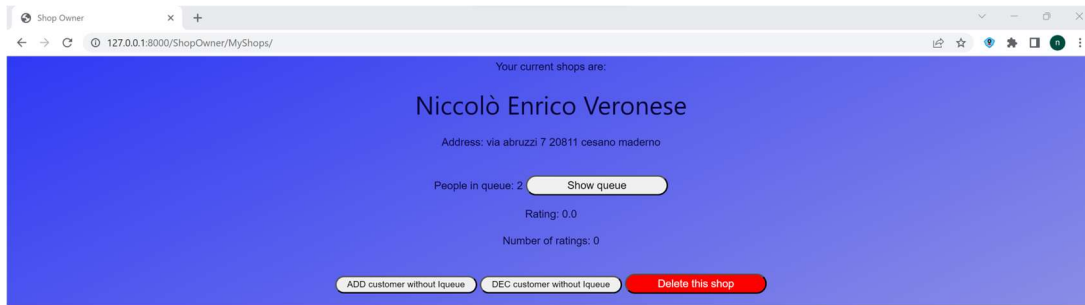 Shop Owner
127.0.0.1:8000/ShopOwner/MyShops/
n
Your current shops are:
Niccolò Enrico Veronese
Address: via abruzzi 7 20811 cesano maderno
People in queue: 2 Show queue
Rating: 0.0
Number of ratings: 0
ADD customer without Iqueue DEC customer without Iqueue Delete this shop